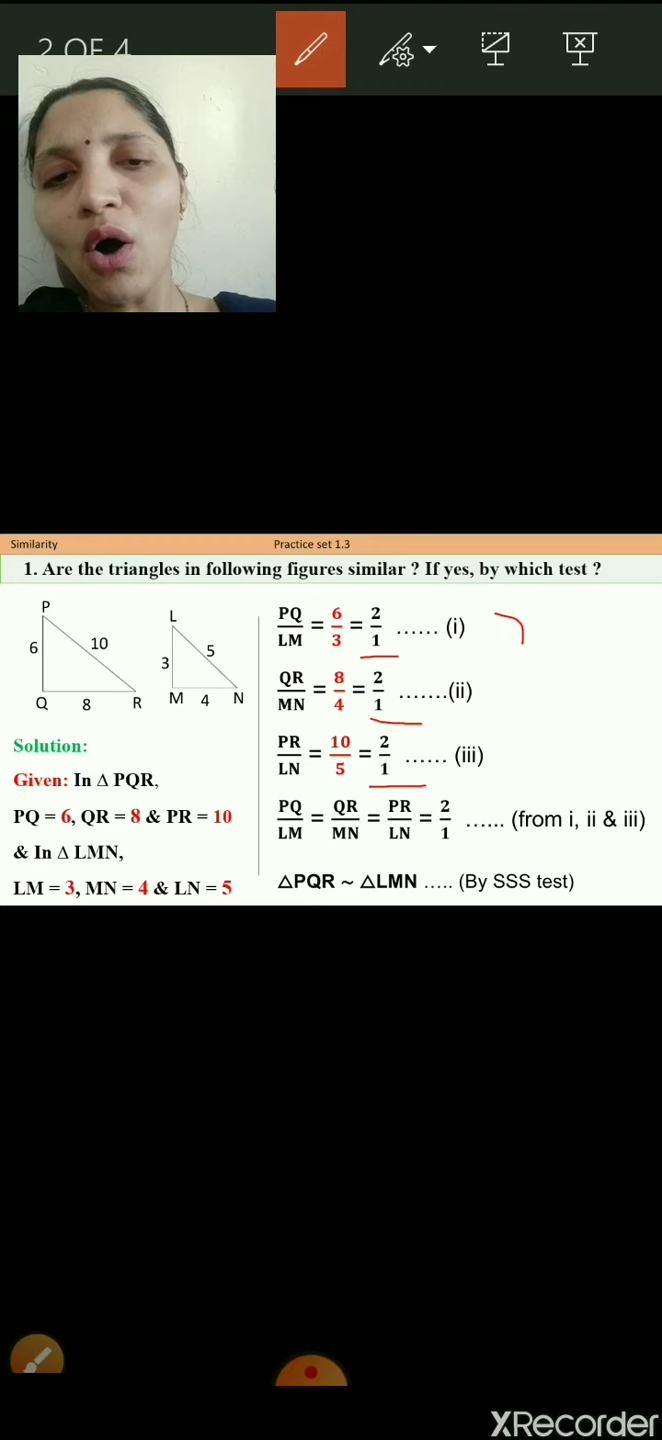 2 OF 4
Similarity Practice set 1.3
1. Are the triangles in following figures similar ? If yes, by which test ?
P
6 10
Q 8 R
L
3 5
M 4 N
Solution:
Given: In Δ PQR,
PQ = 6, QR = 8 & PR = 10
& In Δ LMN,
LM = 3, MN = 4 & LN = 5
PQ/LM = 6/3 = 2/1 ...... (i)
QR/MN = 8/4 = 2/1 .......(ii)
PR/LN = 10/5 = 2/1 ...... (iii)
PQ/LM = QR/MN = PR/LN = 2/1 ...... (from i, ii & iii)
△PQR ~ △LMN ..... (By SSS test)
XRecorder